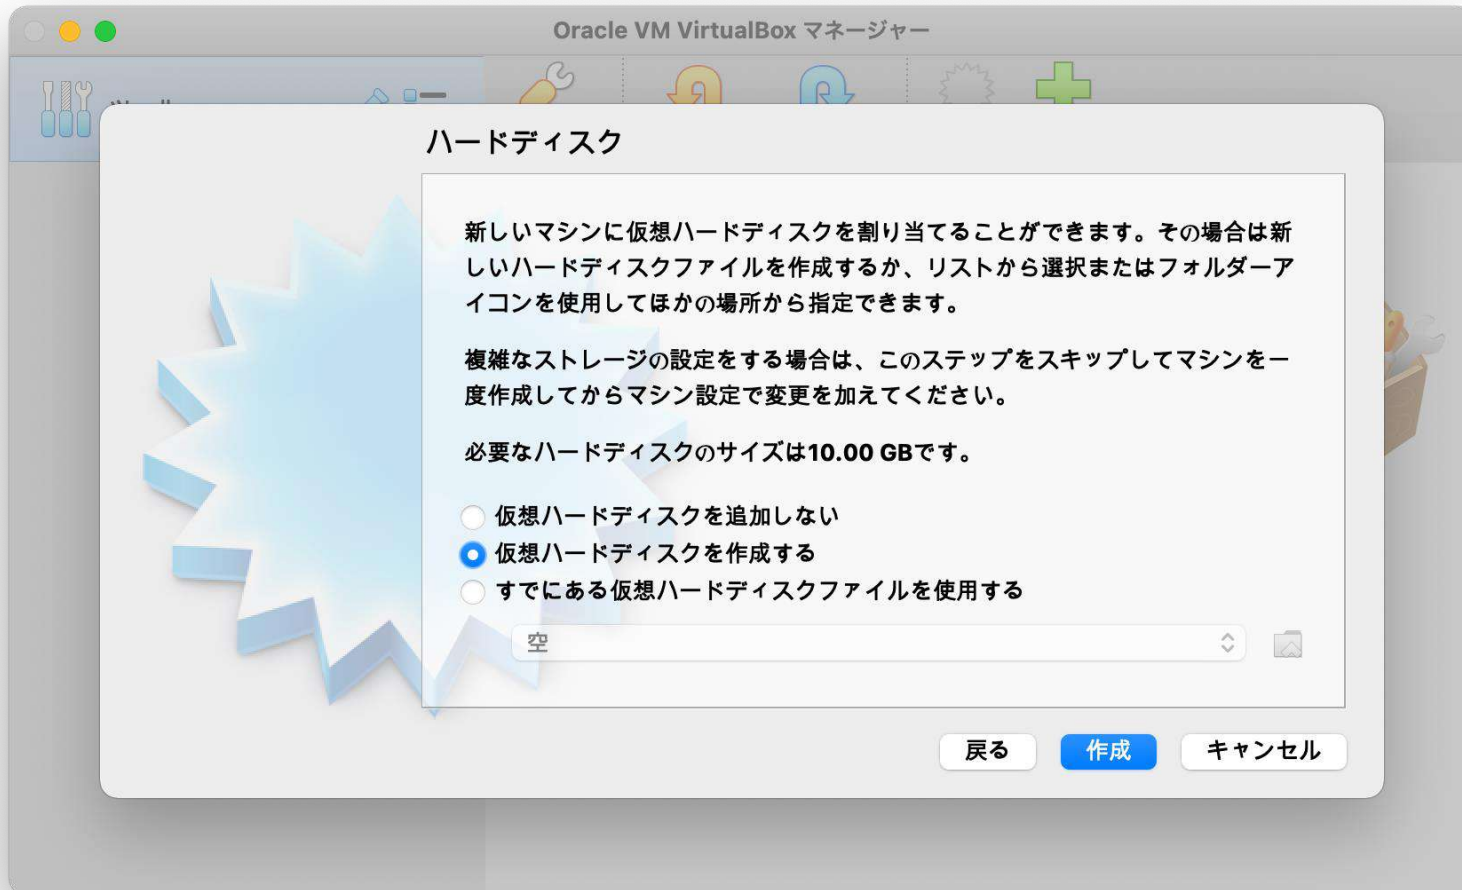 Oracle VM VirtualBox マネージャー
ハードディスク
新しいマシンに仮想ハードディスクを割り当てることができます。その場合は新
しいハードディスクファイルを作成するか、リストから選択またはフォルダーア
イコンを使用してほかの場所から指定できます。
複雑なストレージの設定をする場合は、このステップをスキップしてマシンを一
度作成してからマシン設定で変更を加えてください。
必要なハードディスクのサイズは10.00 GBです。
仮想ハードディスクを追加しない
仮想ハードディスクを作成する
すでにある仮想ハードディスクファイルを使用する
空
戻る 作成 キャンセル